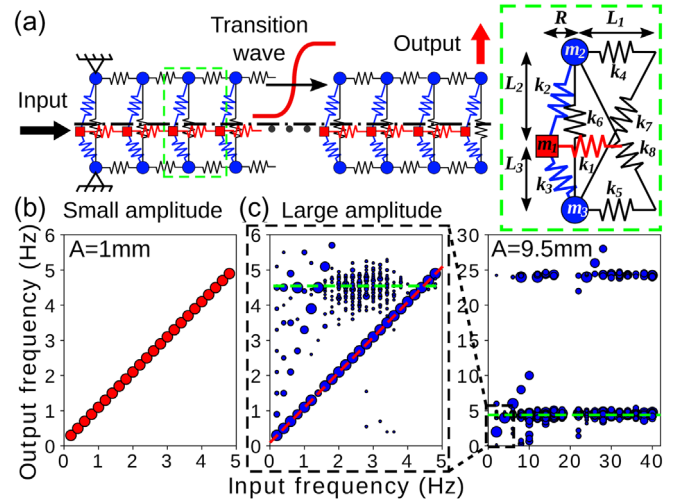 (a)
Transition
wave
Output
Input
R
L₁
m₂
k₄
L₂
k₂
k₆
k₇
m₁
k₁
k₈
L₃
k₃
k₅
m₃
(b) Small amplitude
(c) Large amplitude
A=1mm
A=9.5mm
Output frequency (Hz)
6
5
4
3
2
1
0
0 1 2 3 4 5
6
5
4
3
2
1
0
0 1 2 3 4 5
30
25
20
15
10
5
0
0 10 20 30 40
Input frequency (Hz)